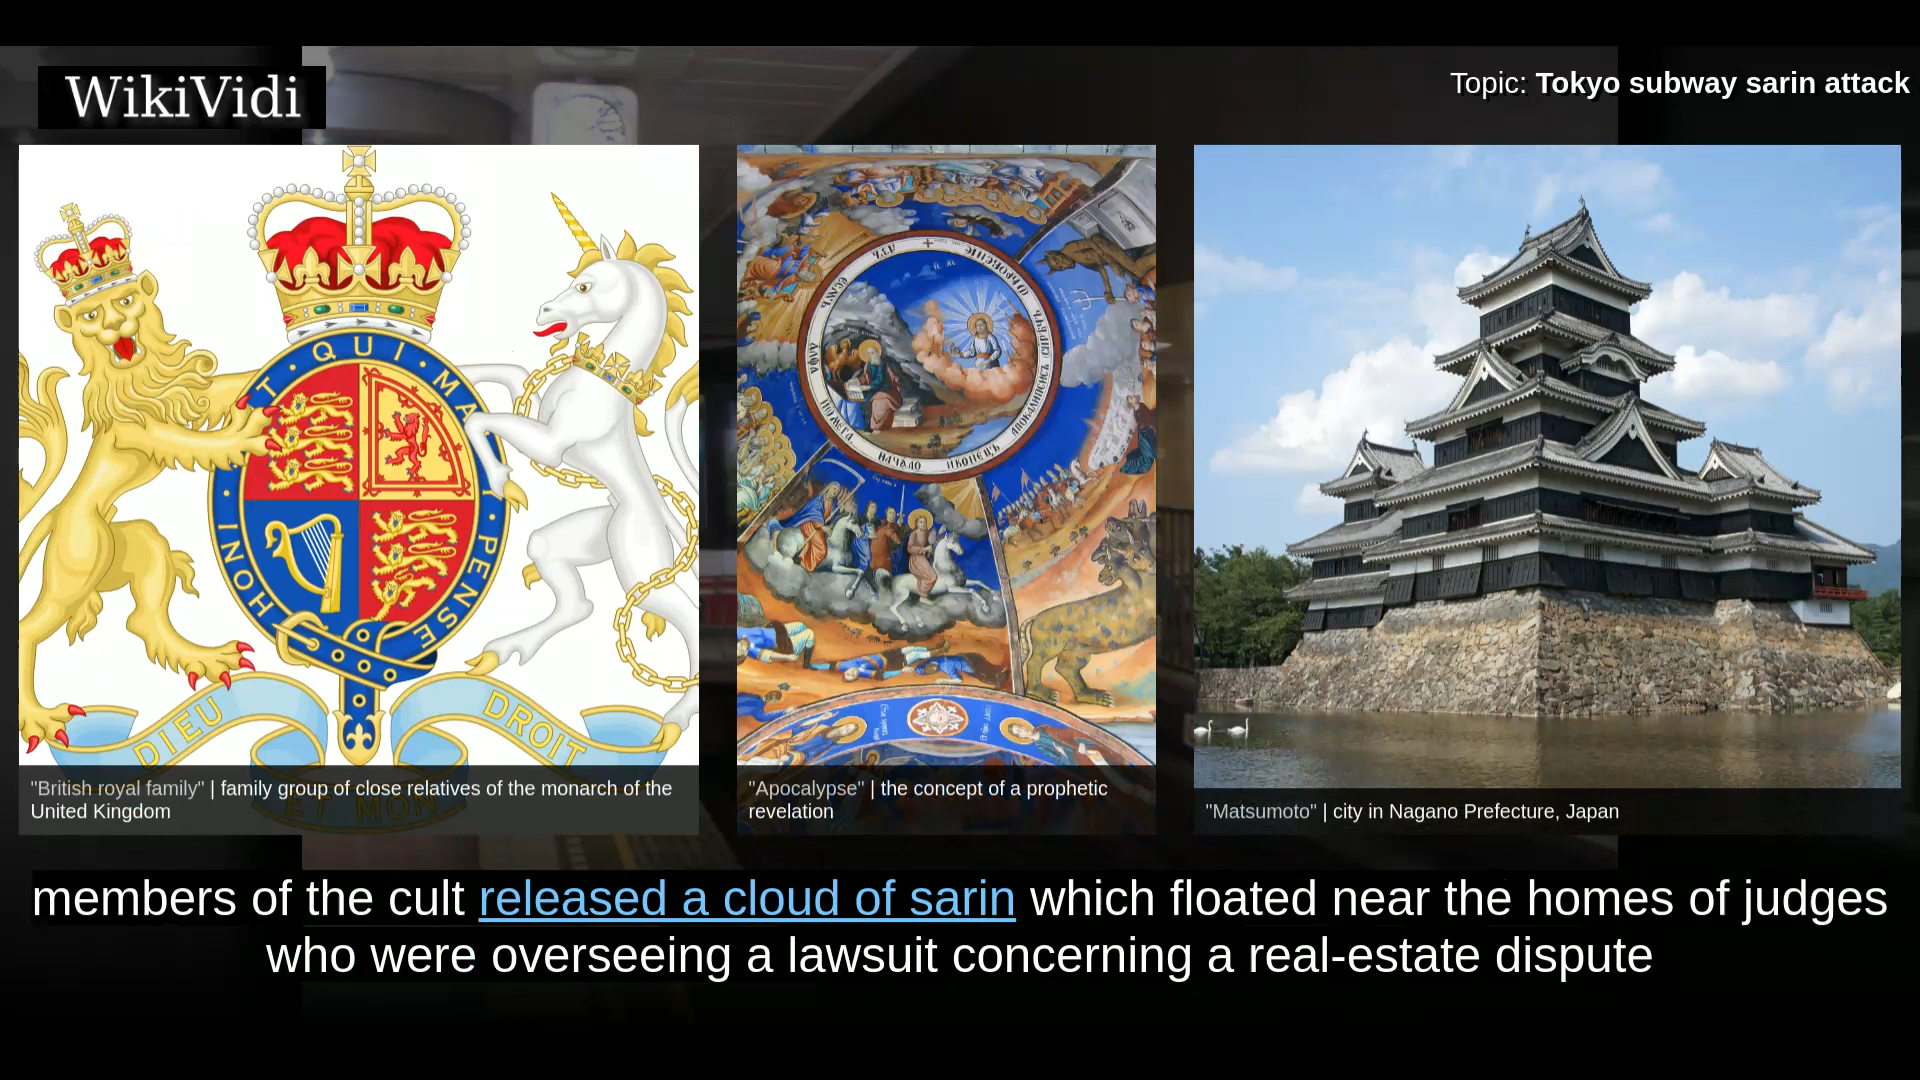 WikiVidi
Topic: Tokyo subway sarin attack
T · QUI · MA
Y · PENSE
· HONI
DIEU
DROIT
ET MON
НАЧАЛО
"British royal family" | family group of close relatives of the monarch of the
United Kingdom
"Apocalypse" | the concept of a prophetic
revelation
"Matsumoto" | city in Nagano Prefecture, Japan
members of the cult released a cloud of sarin which floated near the homes of judges
who were overseeing a lawsuit concerning a real-estate dispute